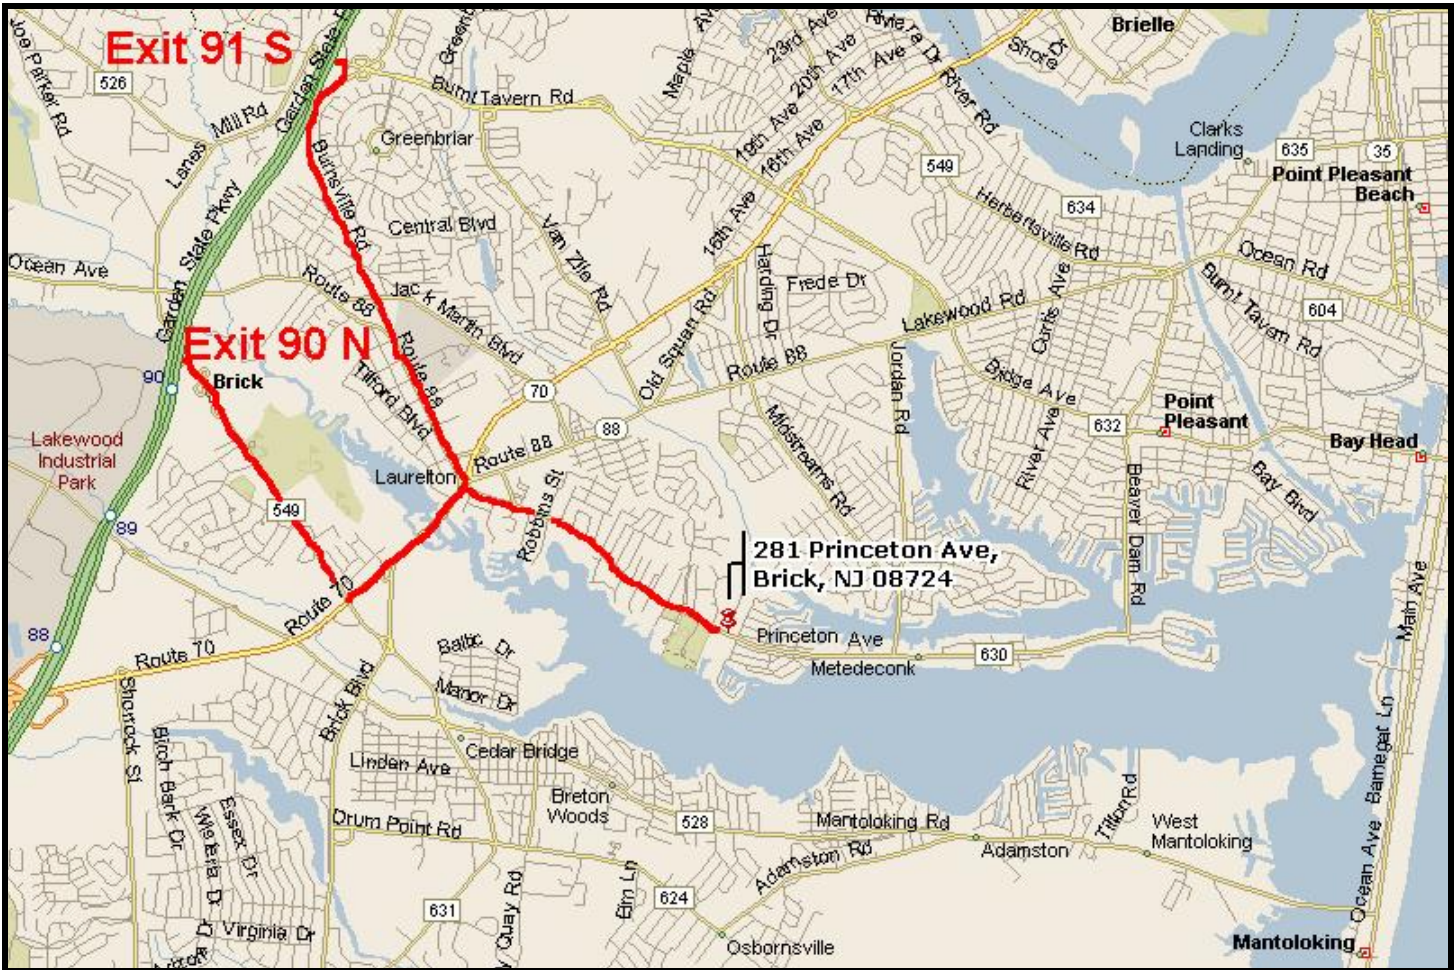 Exit 91 S
Garden State P
Joe Parker Rd
526
Mill Rd
Lanes
Greenb
Burnt Tavern Rd
Greenbriar
Maple Av
23rd Ave
20th Ave
17th Ave
19th Ave
16th Ave
Riviera Dr
River Rd
Shore Dr
Brielle
Clarks
Landing
635
35
Point Pleasant
Beach
549
634
Herbertsville Rd
Burnsville Rd
Central Blvd
Van Zile Rd
16th Ave
Harding Dr
Frede Dr
Garden State Pkwy
Ocean Ave
Route 88
Jack Martin Blvd
Old Squan Rd
Lakewood Rd
Curtis Ave
Ocean Rd
Burnt Tavern Rd
604
Exit 90 N
90
Brick
Route 88
Tilford Blvd
70
Route 88
Jordan Rd
Bridge Ave
River Ave
632
Point
Pleasant
Bay Head
Lakewood
Industrial
Park
Laurelton
Route 88
88
Midstreams Rd
Beaver Dam Rd
Bay Blvd
549
89
Robbins St
281 Princeton Ave,
Brick, NJ 08724
Main Ave
88
Route 70
Route 70
Baltic Dr
Manor Dr
Princeton Ave
Metedeconk
630
Shorrock St
Brick Blvd
Birch Bark Dr
Wisteria Dr
Essex Dr
Cedar Bridge
Linden Ave
Breton
Woods
Drum Point Rd
528
Mantoloking Rd
Tilton Rd
West
Mantoloking
Adamston Rd
Adamston
Ocean Ave
Barnegat Ln
Elm Ln
624
631
Quay Rd
Virginia Dr
Osbornsville
Mantoloking